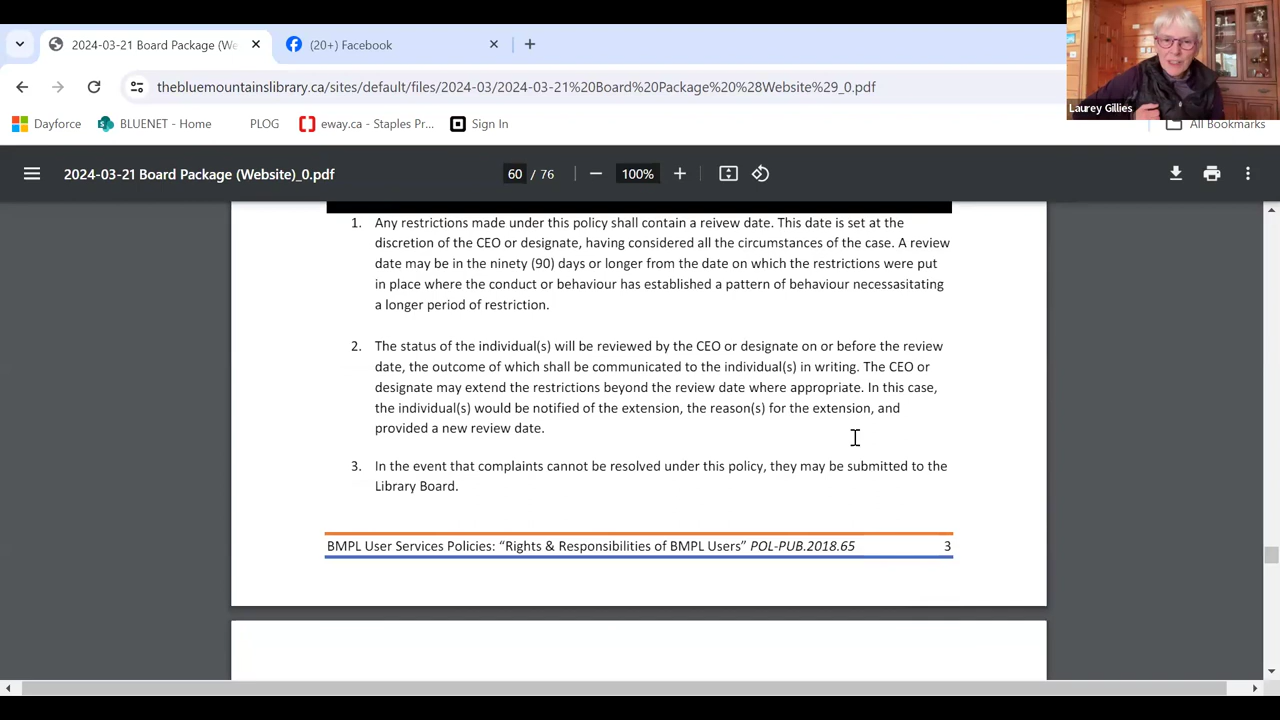 2024-03-21 Board Package (We
(20+) Facebook
thebluemountainslibrary.ca/sites/default/files/2024-03/2024-03-21%20Board%20Package%20%28Website%29_0.pdf
Laurey Gillies
Dayforce
BLUENET - Home
PLOG
eway.ca - Staples Pr...
Sign In
All Bookmarks
2024-03-21 Board Package (Website)_0.pdf
60 / 76
100%
1. Any restrictions made under this policy shall contain a reivew date. This date is set at the
discretion of the CEO or designate, having considered all the circumstances of the case. A review
date may be in the ninety (90) days or longer from the date on which the restrictions were put
in place where the conduct or behaviour has established a pattern of behaviour necessasitating
a longer period of restriction.
2. The status of the individual(s) will be reviewed by the CEO or designate on or before the review
date, the outcome of which shall be communicated to the individual(s) in writing. The CEO or
designate may extend the restrictions beyond the review date where appropriate. In this case,
the individual(s) would be notified of the extension, the reason(s) for the extension, and
provided a new review date.
3. In the event that complaints cannot be resolved under this policy, they may be submitted to the
Library Board.
BMPL User Services Policies: “Rights & Responsibilities of BMPL Users” POL-PUB.2018.65 3